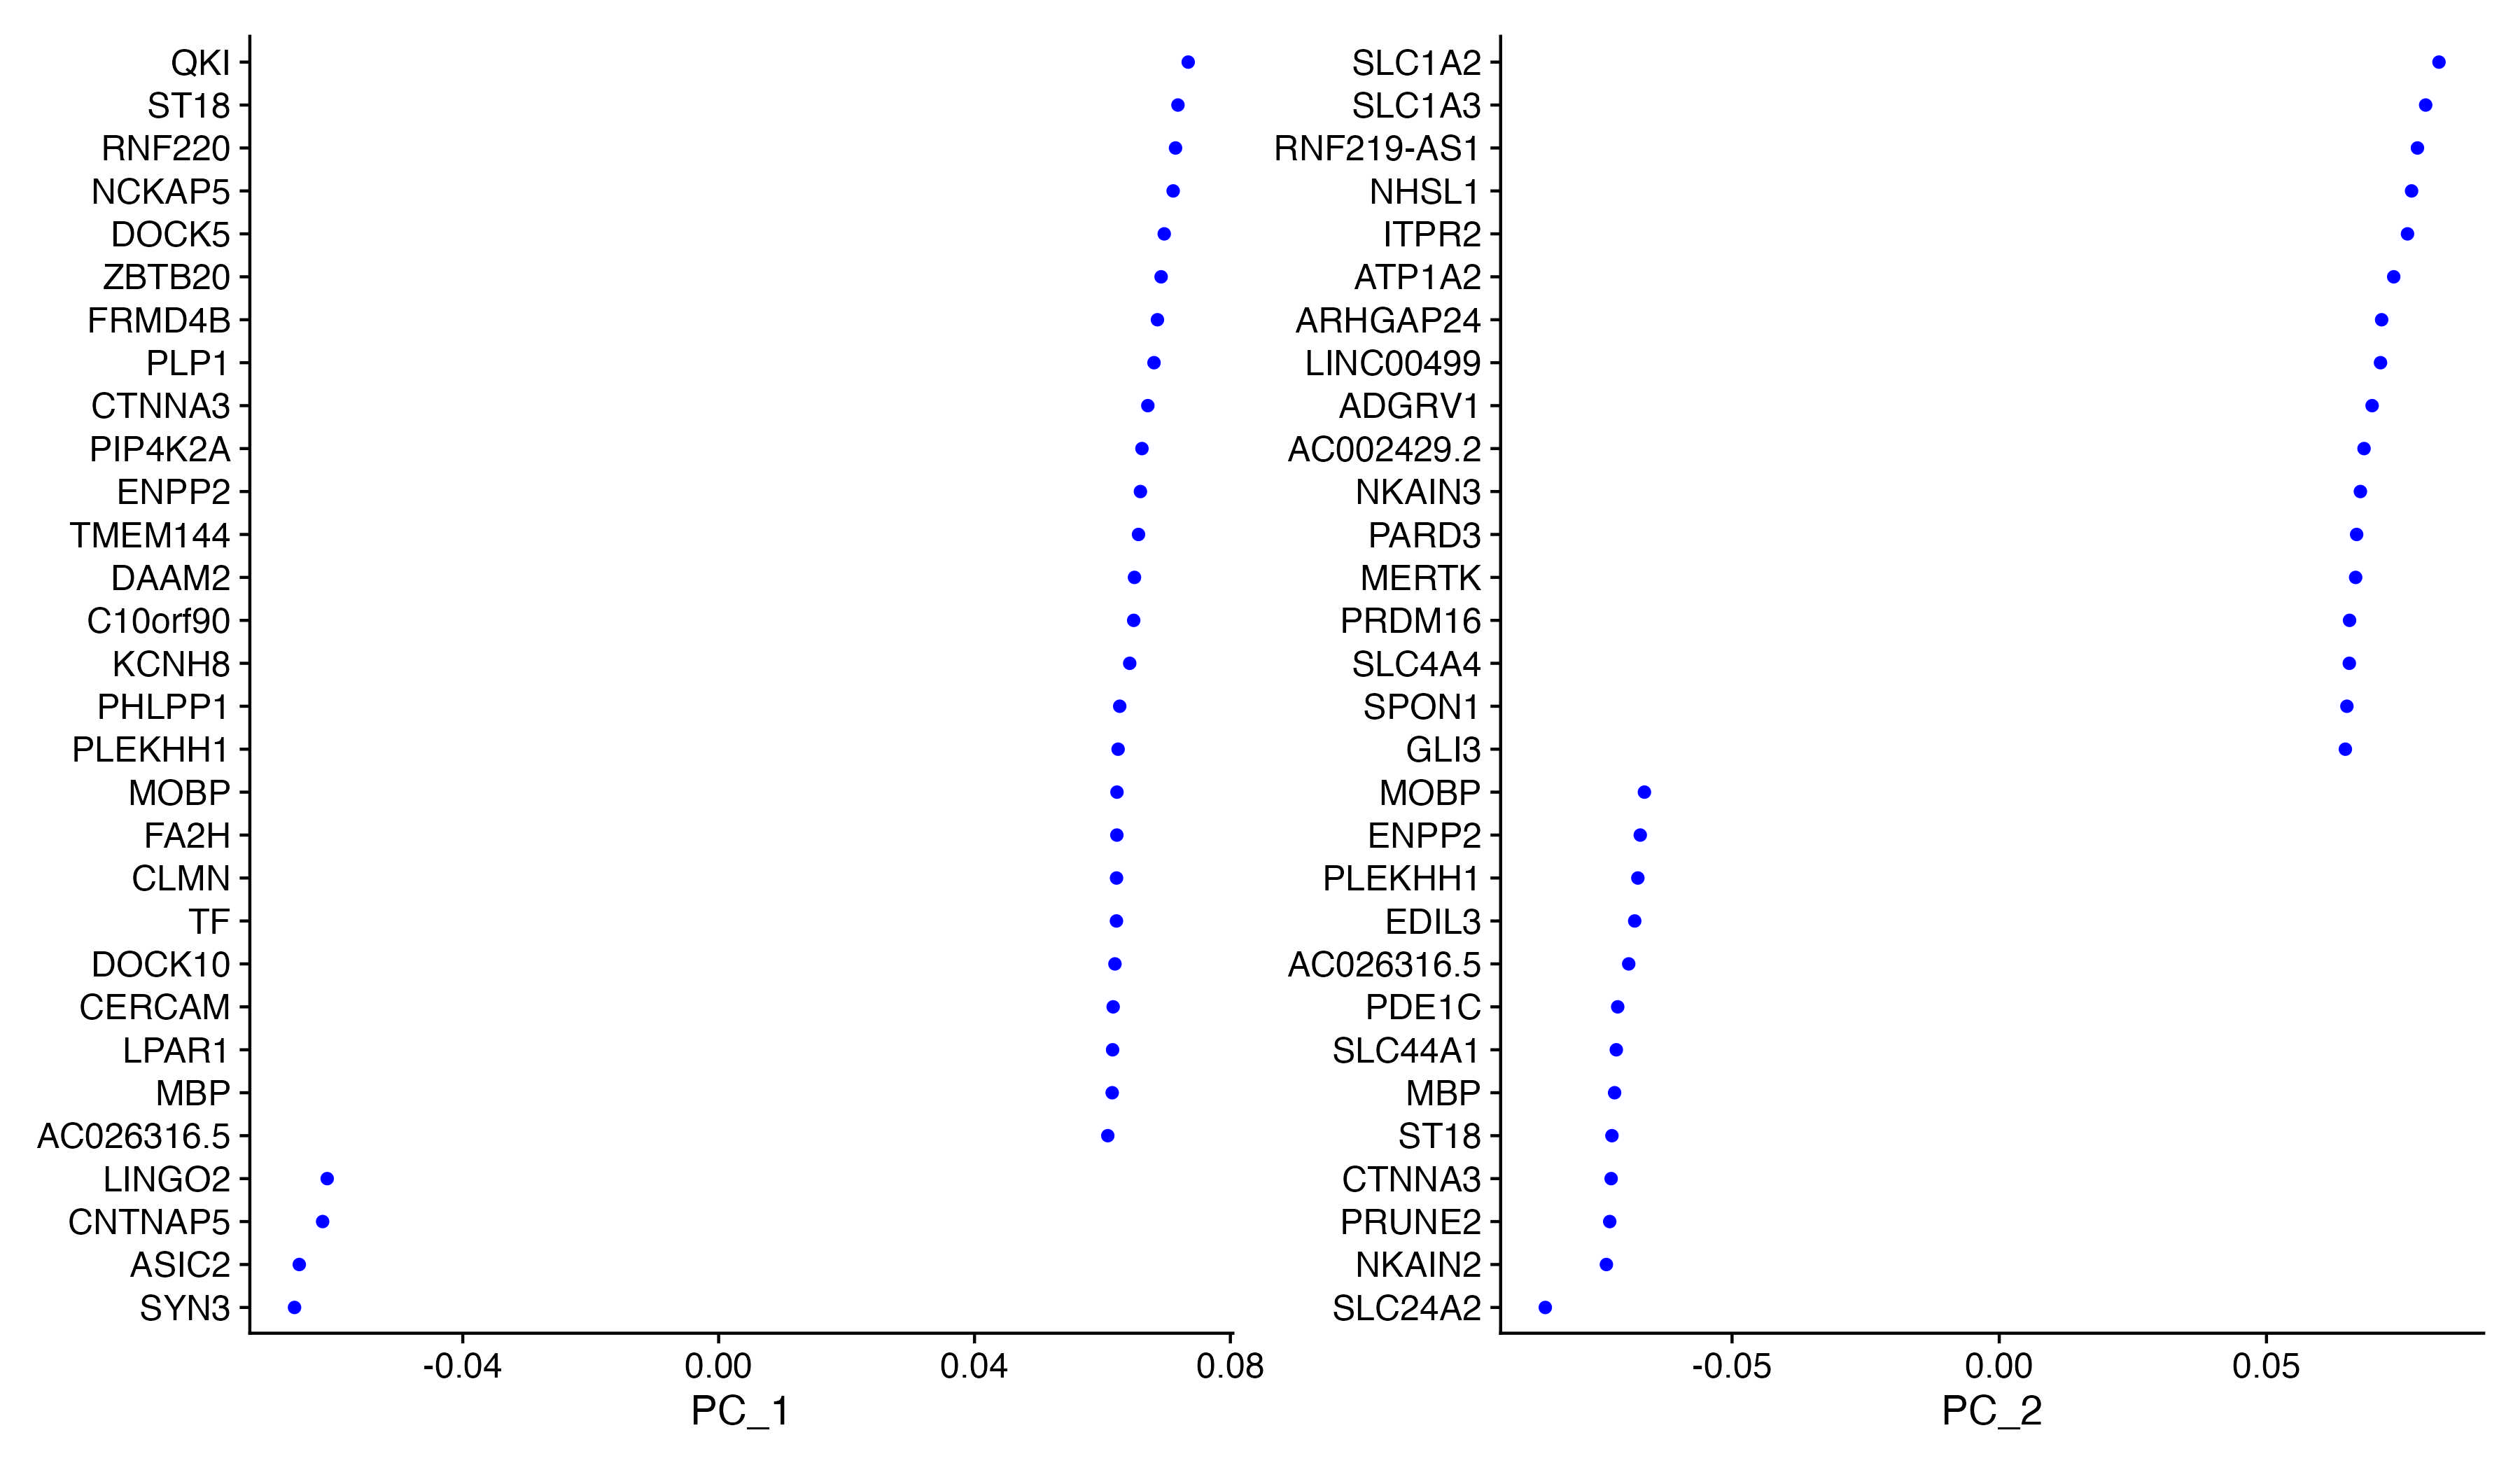 QKI
ST18
RNF220
NCKAP5
DOCK5
ZBTB20
FRMD4B
PLP1
CTNNA3
PIP4K2A
ENPP2
TMEM144
DAAM2
C10orf90
KCNH8
PHLPP1
PLEKHH1
MOBP
FA2H
CLMN
TF
DOCK10
CERCAM
LPAR1
MBP
AC026316.5
LINGO2
CNTNAP5
ASIC2
SYN3
-0.04 0.00 0.04 0.08
PC_1
SLC1A2
SLC1A3
RNF219-AS1
NHSL1
ITPR2
ATP1A2
ARHGAP24
LINC00499
ADGRV1
AC002429.2
NKAIN3
PARD3
MERTK
PRDM16
SLC4A4
SPON1
GLI3
MOBP
ENPP2
PLEKHH1
EDIL3
AC026316.5
PDE1C
SLC44A1
MBP
ST18
CTNNA3
PRUNE2
NKAIN2
SLC24A2
-0.05 0.00 0.05
PC_2